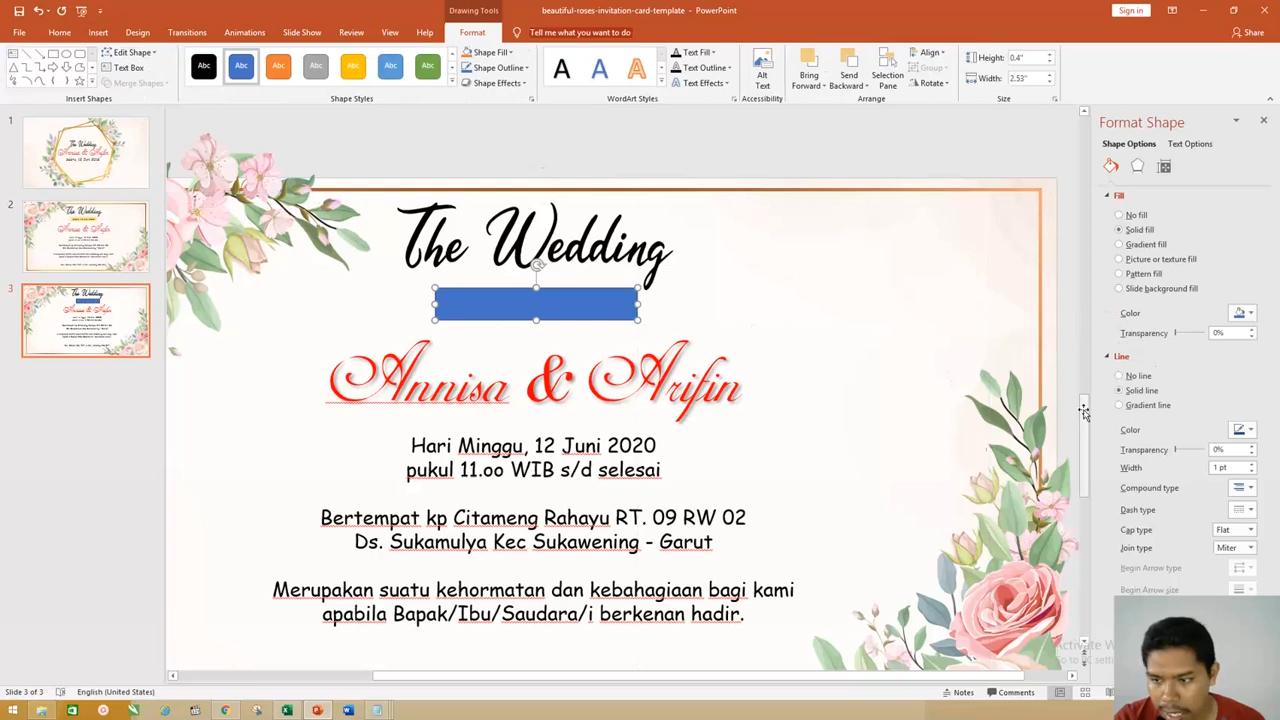 Drawing Tools
beautiful-roses-invitation-card-template - PowerPoint
Sign in
File
Home
Insert
Design
Transitions
Animations
Slide Show
Review
View
Help
Format
Tell me what you want to do
Share
Edit Shape
Text Box
Merge Shapes
Insert Shapes
Abc Abc Abc Abc Abc Abc Abc
Shape Fill
Shape Outline
Shape Effects
Shape Styles
A A A
Text Fill
Text Outline
Text Effects
WordArt Styles
Alt
Text
Accessibility
Bring
Forward
Send
Backward
Selection
Pane
Align
Group
Rotate
Arrange
Height: 0.4"
Width: 2.53"
Size
1
2
3
The Wedding
Annisa & Arifin
Hari Minggu, 12 Juni 2020
pukul 11.oo WIB s/d selesai
Bertempat kp Citameng Rahayu RT. 09 RW 02
Ds. Sukamulya Kec Sukawening - Garut
Merupakan suatu kehormatan dan kebahagiaan bagi kami
apabila Bapak/Ibu/Saudara/i berkenan hadir.
Format Shape
Shape Options
Text Options
Fill
No fill
Solid fill
Gradient fill
Picture or texture fill
Pattern fill
Slide background fill
Color
Transparency
0%
Line
No line
Solid line
Gradient line
Color
Transparency
0%
Width
1 pt
Compound type
Dash type
Cap type
Flat
Join type
Miter
Begin Arrow type
Begin Arrow size
Slide 3 of 3
English (United States)
Notes
Comments